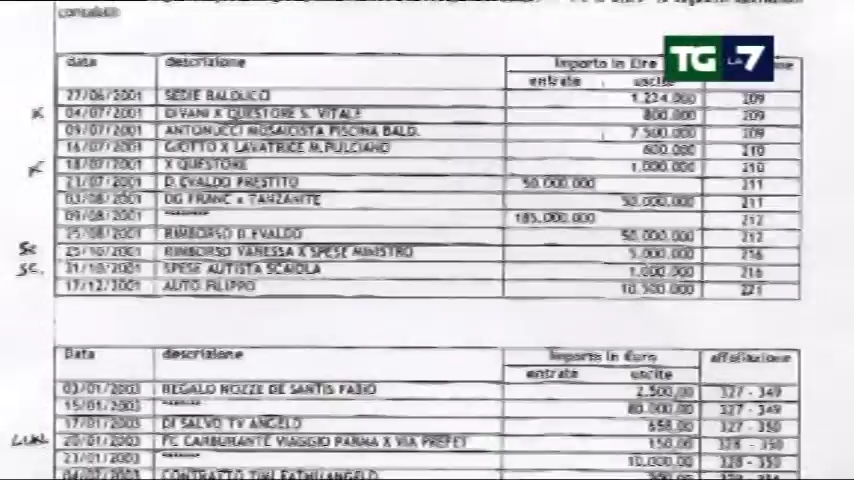 contabili:
data descrizione Importo in Lire
entrate uscite
TG LA 7
27/06/2001 SEDIE BALDUCCI 1.224.000 209
04/07/2001 DIVANI X QUESTORE S. VITALE 800.000 209
09/07/2001 ANTONUCCI MOSAICISTA PISCINA BALD. 7.500.000 209
16/07/2001 GIOTTO X LAVATRICE M.PULCIANO 600.000 210
18/07/2001 X QUESTORE 1.000.000 210
23/07/2001 D. EVALDO PRESTITO 50.000.000 211
03/08/2001 DG FRANC x TANZANITE 211
09/08/2001 ******** 185.000.000 212
25/08/2001 RIMBORSO D.EVALDO 50.000.000 212
25/10/2001 RIMBORSO VANESSA X SPESE MINISTRO 5.000.000 216
31/10/2001 SPESE AUTISTA SCAJOLA 1.000.000 216
17/12/2001 AUTO FILIPPO 10.500.000 221
Data descrizione Importo in Euro affoliazione
entrate uscite
03/01/2003 REGALO NOZZE DE SANTIS FABIO 2.500,00 327 - 349
15/01/2003 ******* 80.000,00 327 - 349
17/01/2003 DI SALVO TV ANGELO 658,00 327 - 350
20/01/2003 FC CARBURANTE VIAGGIO PARMA X VIA PREFET 150,00 328 - 350
23/01/2003 ******* 10.000,00 328 - 350
CONTRATTO